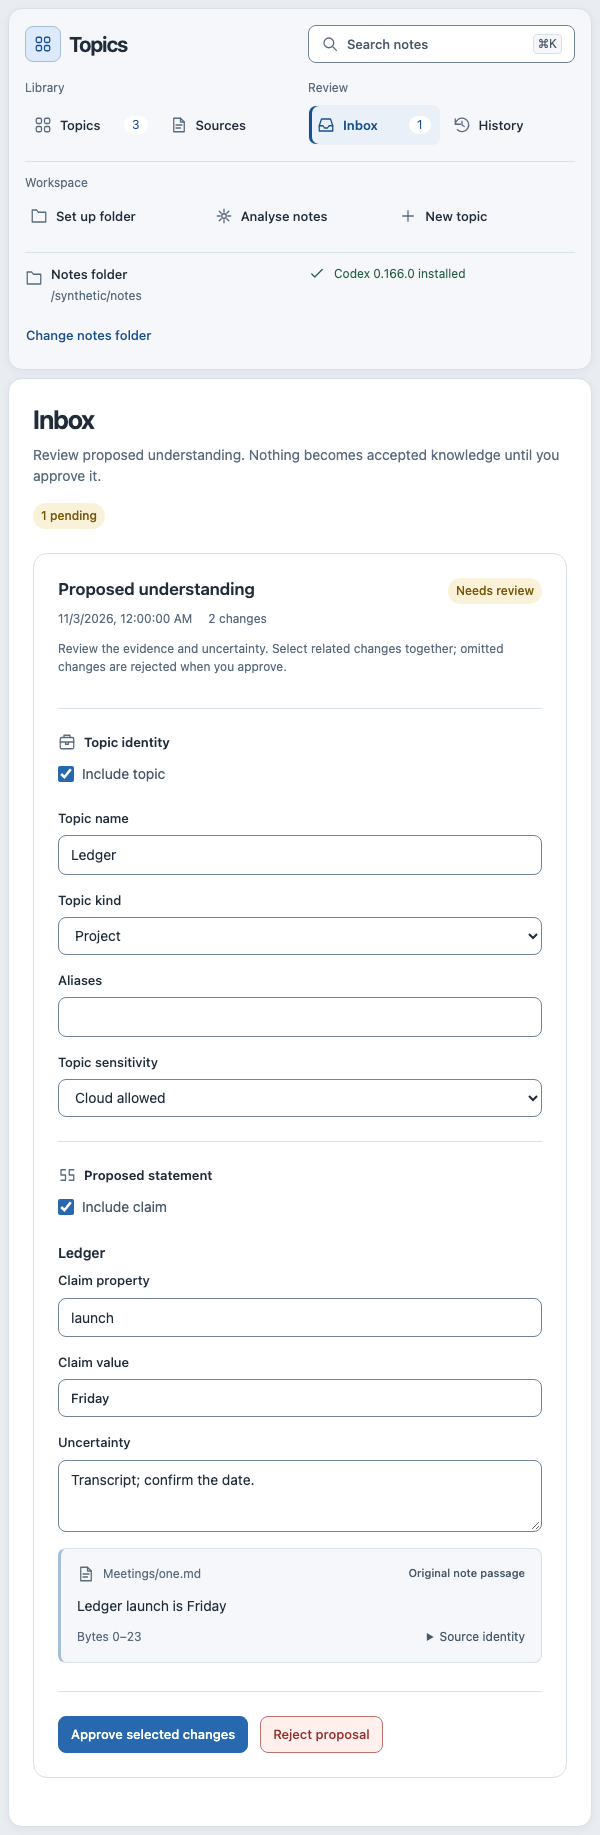 Topics
Search notes ⌘K
Library
Topics 3
Sources
Review
Inbox 1
History
Workspace
Set up folder
Analyse notes
New topic
Notes folder
/synthetic/notes
Codex 0.166.0 installed
Change notes folder
Inbox
Review proposed understanding. Nothing becomes accepted knowledge until you
approve it.
1 pending
Proposed understanding
Needs review
11/3/2026, 12:00:00 AM 2 changes
Review the evidence and uncertainty. Select related changes together; omitted
changes are rejected when you approve.
Topic identity
Include topic
Topic name
Ledger
Topic kind
Project
Aliases
Topic sensitivity
Cloud allowed
Proposed statement
Include claim
Ledger
Claim property
launch
Claim value
Friday
Uncertainty
Transcript; confirm the date.
Meetings/one.md
Original note passage
Ledger launch is Friday
Bytes 0–23
Source identity
Approve selected changes
Reject proposal